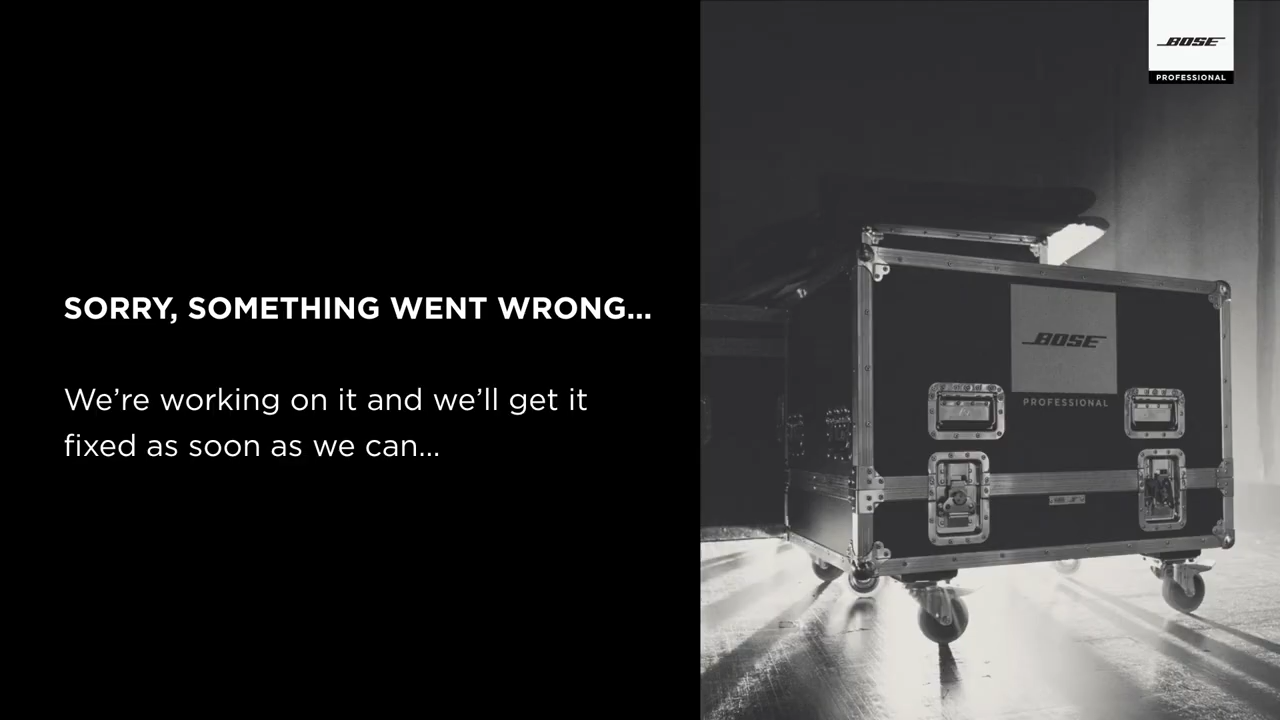 BOSE
PROFESSIONAL
SORRY, SOMETHING WENT WRONG...
We’re working on it and we’ll get it
fixed as soon as we can...
BOSE
PROFESSIONAL